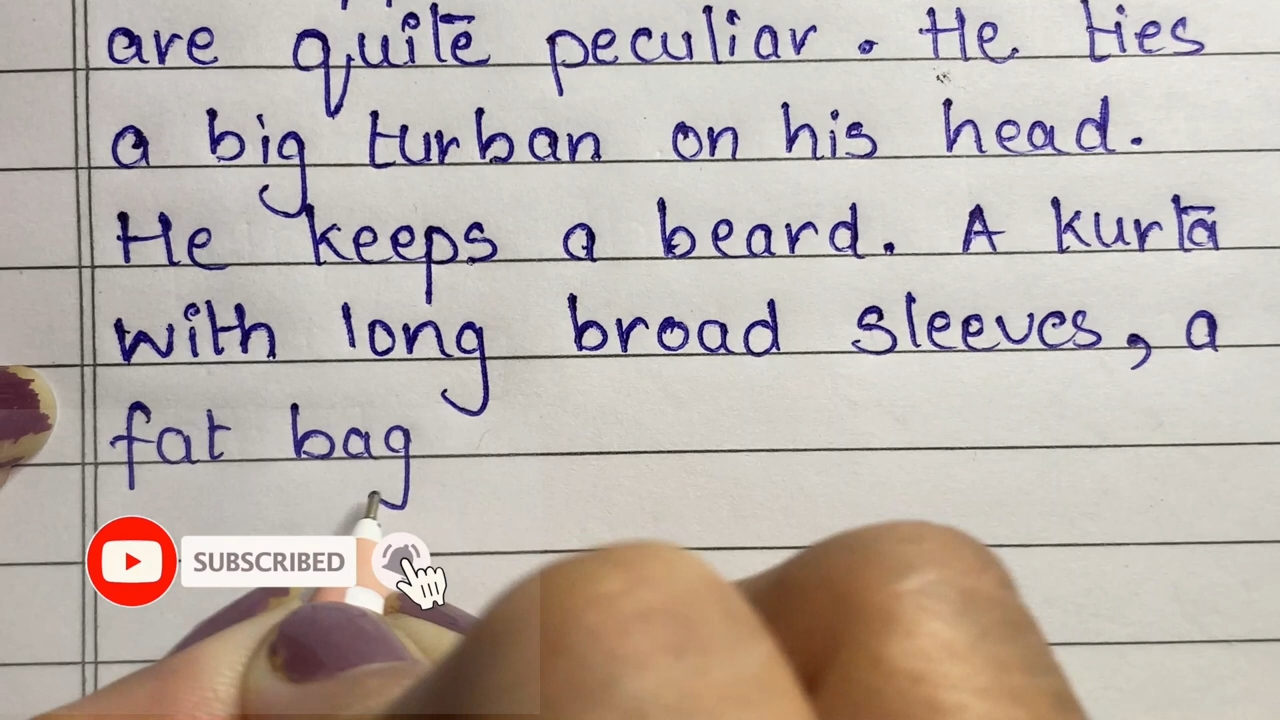 are quite peculiar. He ties
a big turban on his head.
He keeps a beard. A kurta
with long broad sleeves, a
fat bag
SUBSCRIBED